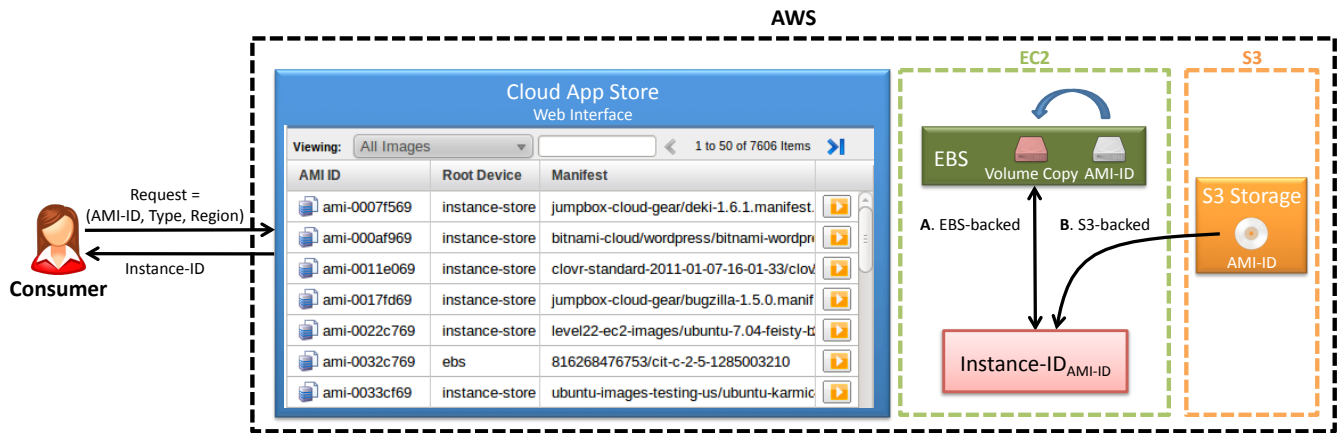 AWS
EC2
S3
Cloud App Store
Web Interface
Viewing: All Images 1 to 50 of 7606 Items
AMI ID Root Device Manifest
ami-0007f569 instance-store jumpbox-cloud-gear/deki-1.6.1.manifest.
ami-000af969 instance-store bitnami-cloud/wordpress/bitnami-wordpre
ami-0011e069 instance-store clovr-standard-2011-01-07-16-01-33/clov
ami-0017fd69 instance-store jumpbox-cloud-gear/bugzilla-1.5.0.manif
ami-0022c769 instance-store level22-ec2-images/ubuntu-7.04-feisty-b
ami-0032c769 ebs 816268476753/cit-c-2-5-1285003210
ami-0033cf69 instance-store ubuntu-images-testing-us/ubuntu-karmic
Request =
(AMI-ID, Type, Region)
Instance-ID
Consumer
EBS
Volume Copy AMI-ID
A. EBS-backed
B. S3-backed
S3 Storage
AMI-ID
Instance-ID AMI-ID